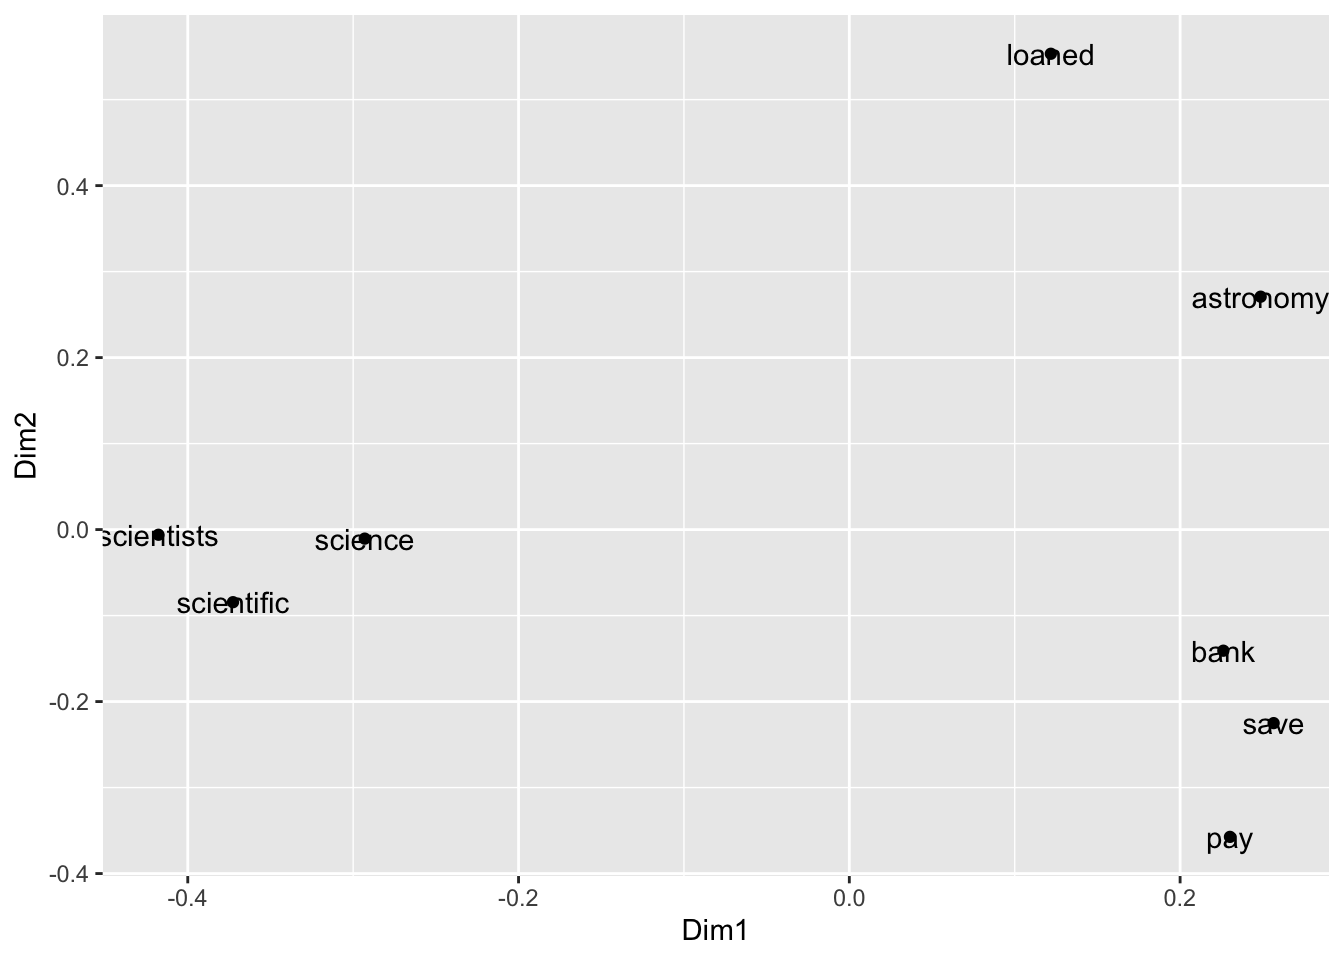 loaned
0.4
astronomy
0.2
Dim2
0.0
scientists
science
scientific
bank
-0.2
save
pay
-0.4
-0.4
-0.2
0.0
0.2
Dim1